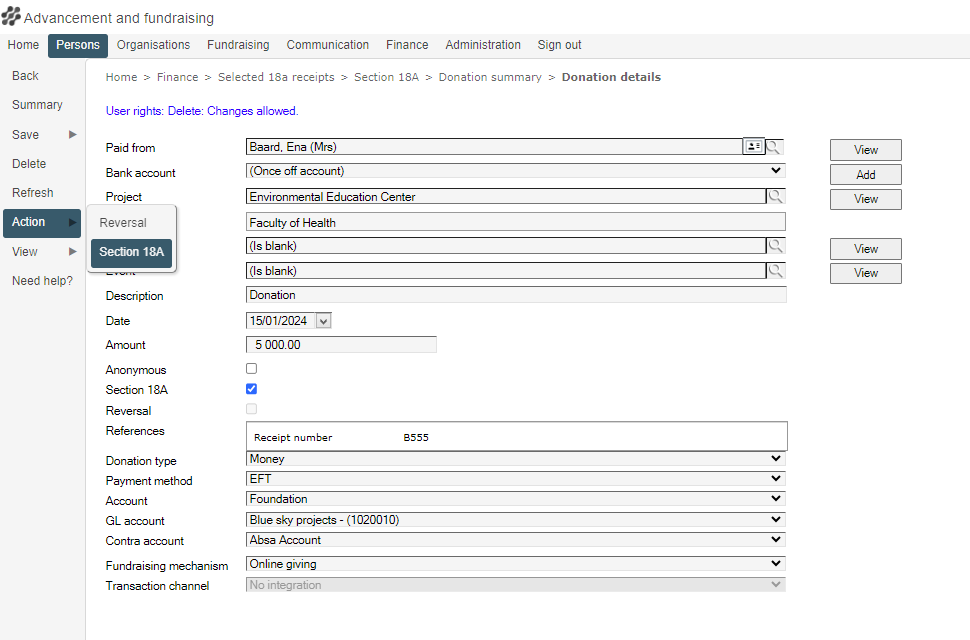 Advancement and fundraising
Home Persons Organisations Fundraising Communication Finance Administration Sign out
Back
Summary
Save
Delete
Refresh
Action
View
Need help?
Reversal
Section 18A
Home > Finance > Selected 18a receipts > Section 18A > Donation summary > Donation details
User rights: Delete: Changes allowed.
Paid from Baard, Ena (Mrs) View
Bank account (Once off account) Add
Project Environmental Education Center View
Faculty of Health
(Is blank) View
Event (Is blank) View
Description Donation
Date 15/01/2024
Amount 5 000.00
Anonymous
Section 18A
Reversal
References
Receipt number B555
Donation type Money
Payment method EFT
Account Foundation
GL account Blue sky projects - (1020010)
Contra account Absa Account
Fundraising mechanism Online giving
Transaction channel No integration